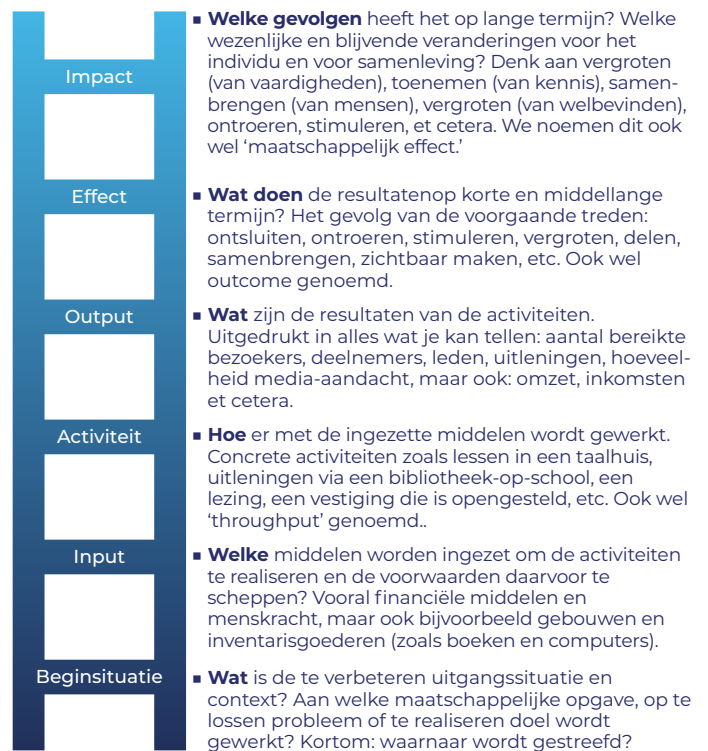 ▪ Welke gevolgen heeft het op lange termijn? Welke
wezenlijke en blijvende veranderingen voor het
individu en voor samenleving? Denk aan vergroten
Impact
(van vaardigheden), toenemen (van kennis), samen-
brengen (van mensen), vergroten (van welbevinden),
ontroeren, stimuleren, et cetera. We noemen dit ook
wel ‘maatschappelijk effect.’
Effect
▪ Wat doen de resultatenop korte en middellange
termijn? Het gevolg van de voorgaande treden:
ontsluiten, ontroeren, stimuleren, vergroten, delen,
samenbrengen, zichtbaar maken, etc. Ook wel
outcome genoemd.
Output
▪ Wat zijn de resultaten van de activiteiten.
Uitgedrukt in alles wat je kan tellen: aantal bereikte
bezoekers, deelnemers, leden, uitleningen, hoeveel-
heid media-aandacht, maar ook: omzet, inkomsten
et cetera.
Activiteit
▪ Hoe er met de ingezette middelen wordt gewerkt.
Concrete activiteiten zoals lessen in een taalhuis,
uitleningen via een bibliotheek-op-school, een
lezing, een vestiging die is opengesteld, etc. Ook wel
‘throughput’ genoemd..
Input
▪ Welke middelen worden ingezet om de activiteiten
te realiseren en de voorwaarden daarvoor te
scheppen? Vooral financiële middelen en
menskracht, maar ook bijvoorbeeld gebouwen en
inventarisgoederen (zoals boeken en computers).
Beginsituatie
▪ Wat is de te verbeteren uitgangssituatie en
context? Aan welke maatschappelijke opgave, op te
lossen probleem of te realiseren doel wordt
gewerkt? Kortom: waarnaar wordt gestreefd?